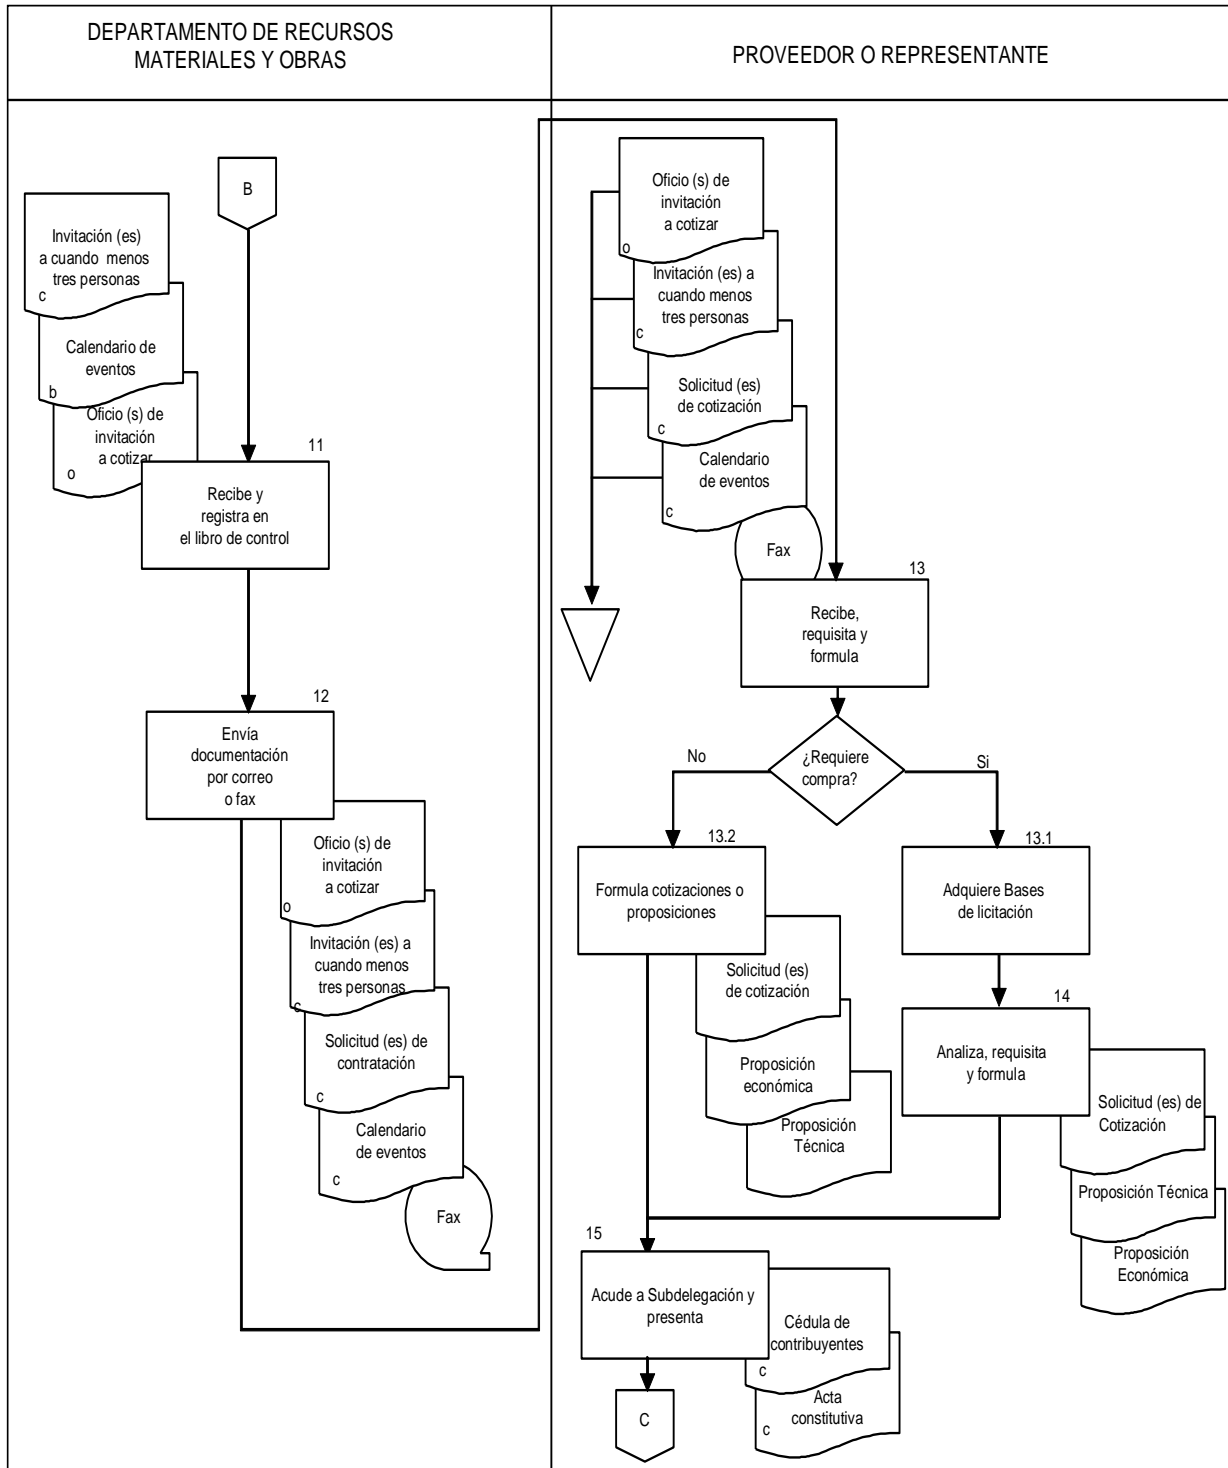 DEPARTAMENTO DE RECURSOS
MATERIALES Y OBRAS
PROVEEDOR O REPRESENTANTE
B
Invitación (es)
a cuando menos
tres personas
c
Calendario de
eventos
b
Oficio (s) de
invitación
a cotizar
o
11
Recibe y
registra en
el libro de control
12
Envía
documentación
por correo
o fax
Oficio (s) de
invitación
a cotizar
o
Invitación (es) a
cuando menos
tres personas
c
Solicitud (es) de
contratación
c
Calendario
de eventos
c
Fax
Oficio (s) de
invitación
a cotizar
o
Invitación (es) a
cuando menos
tres personas
c
Solicitud (es)
de cotización
c
Calendario
de eventos
c
Fax
13
Recibe,
requisita y
formula
¿Requiere
compra?
No
Si
13.2
Formula cotizaciones o
proposiciones
Solicitud (es)
de cotización
Proposición
económica
Proposición
Técnica
13.1
Adquiere Bases
de licitación
14
Analiza, requisita
y formula
Solicitud (es) de
Cotización
Proposición Técnica
Proposición
Económica
15
Acude a Subdelegación y
presenta
Cédula de
contribuyentes
c
Acta
constitutiva
c
C